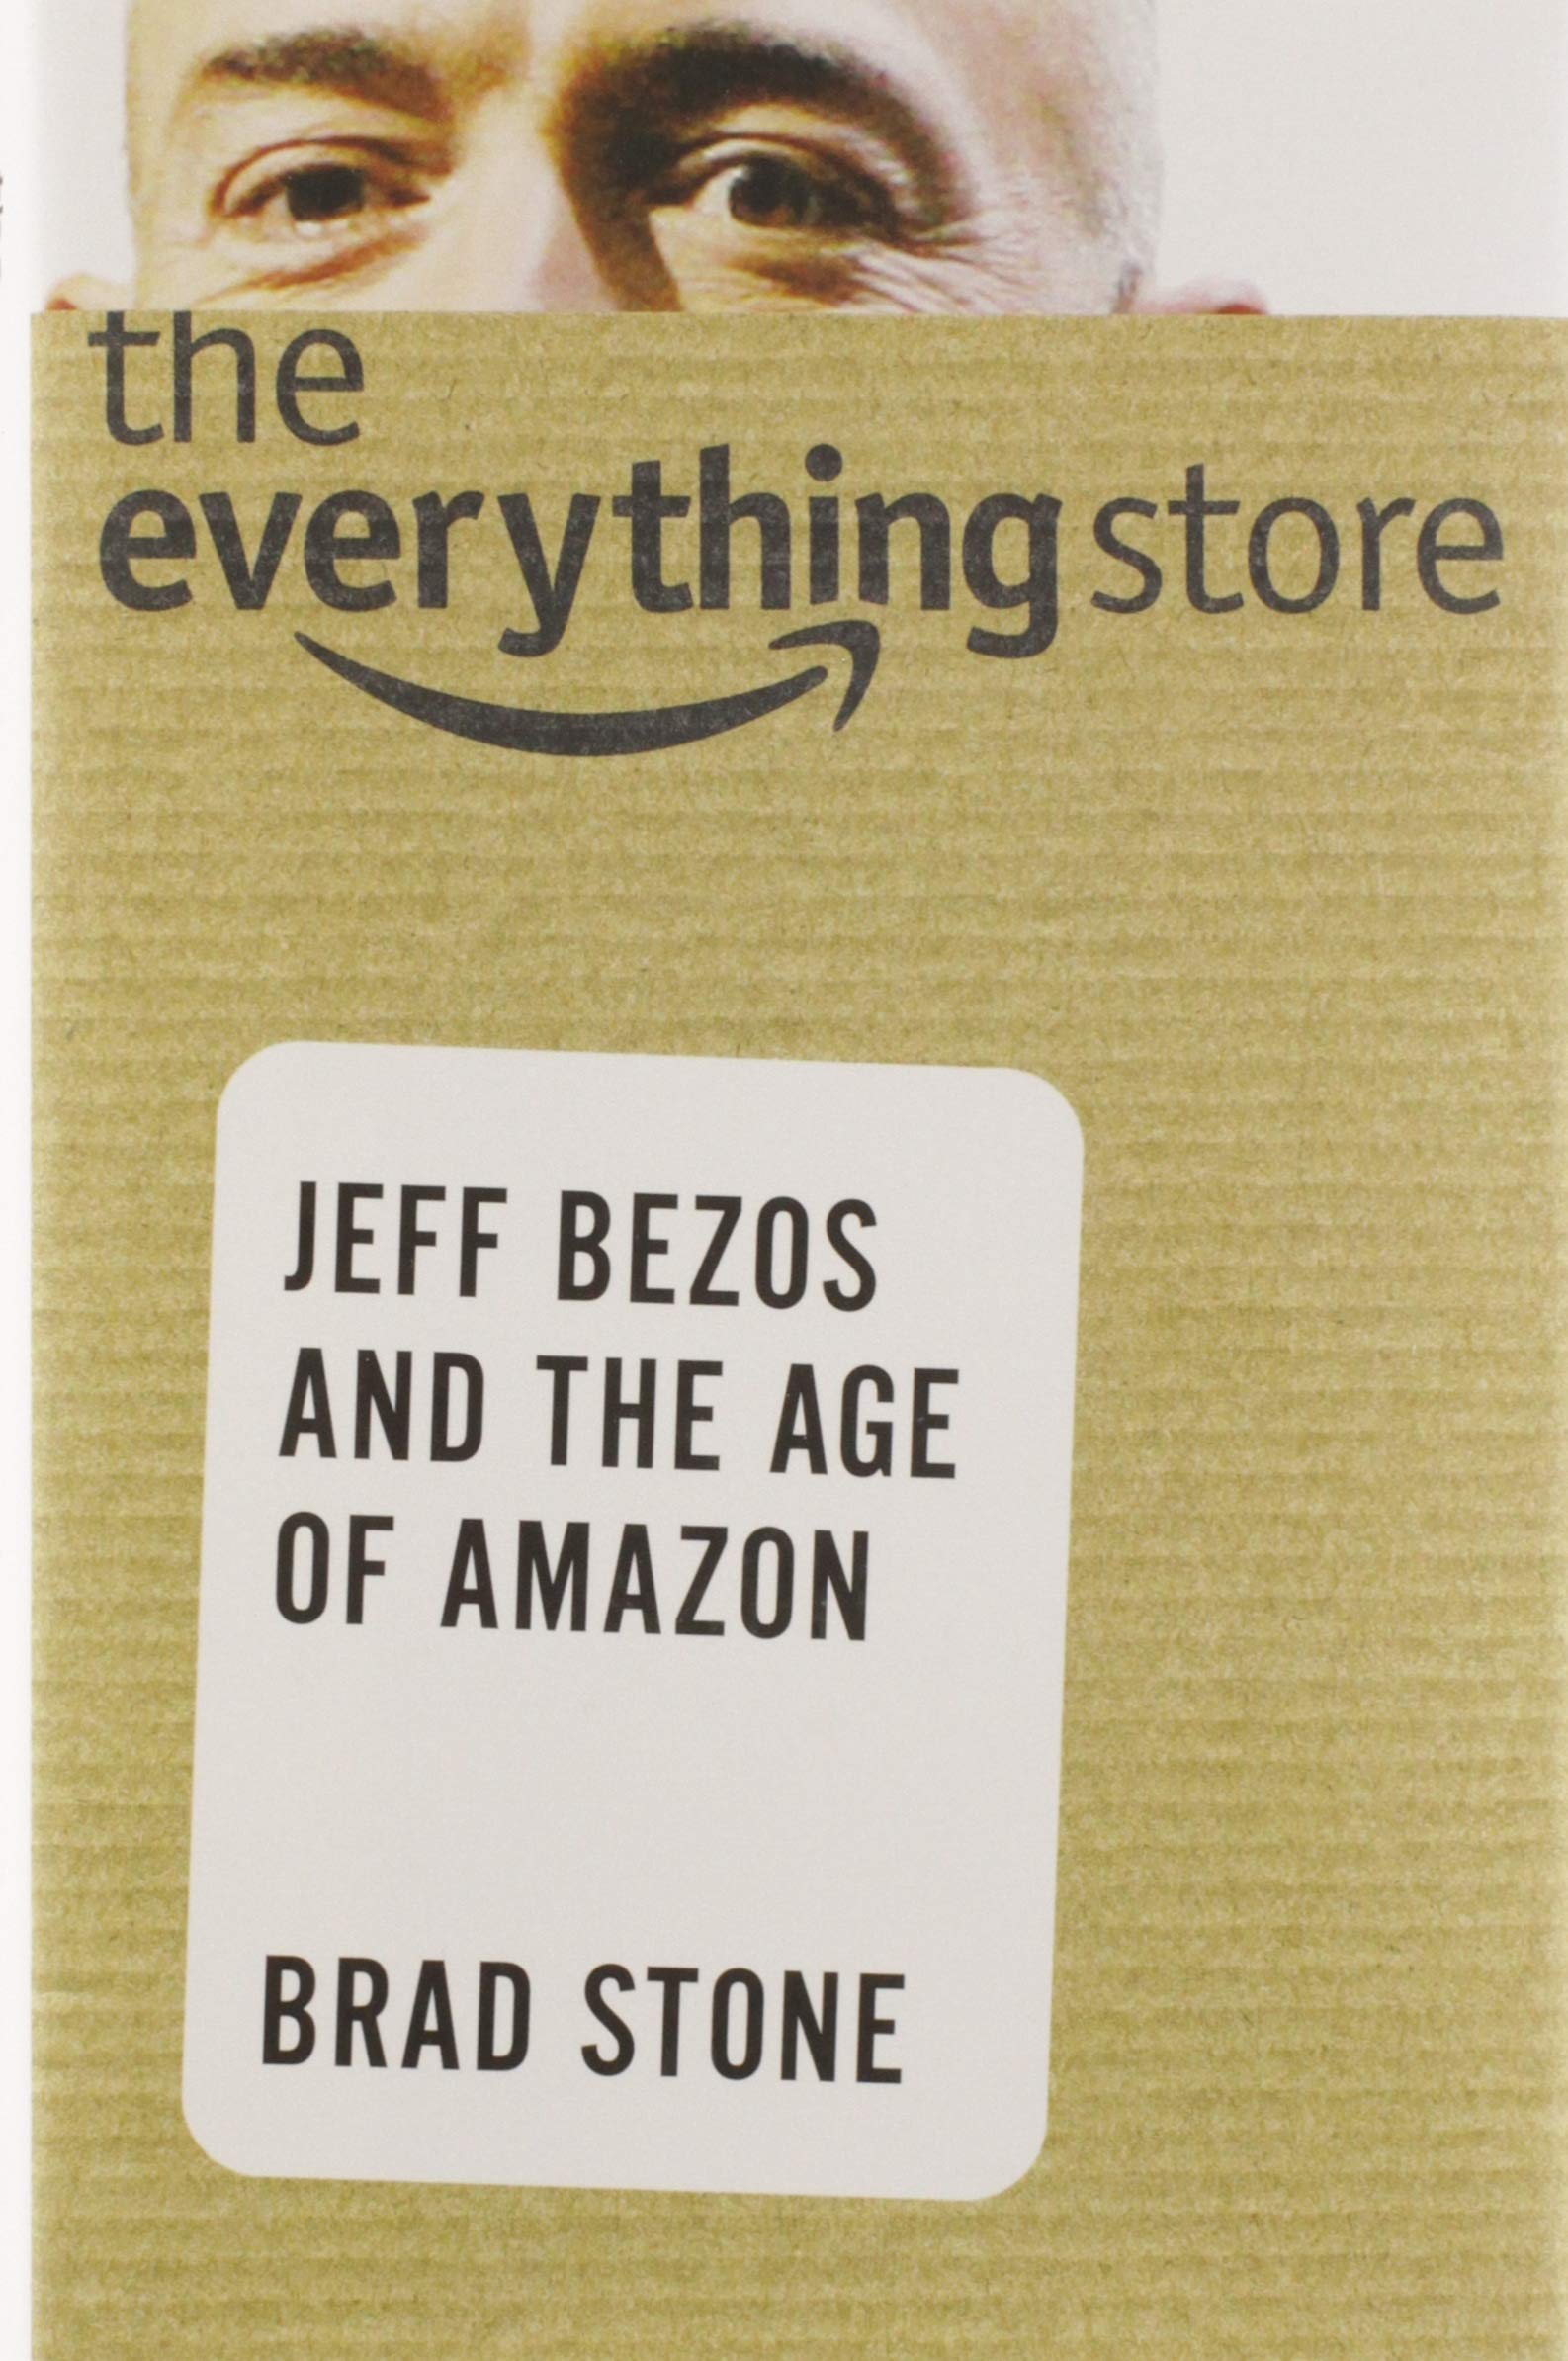 the
everything store
JEFF BEZOS
AND THE AGE
OF AMAZON
BRAD STONE